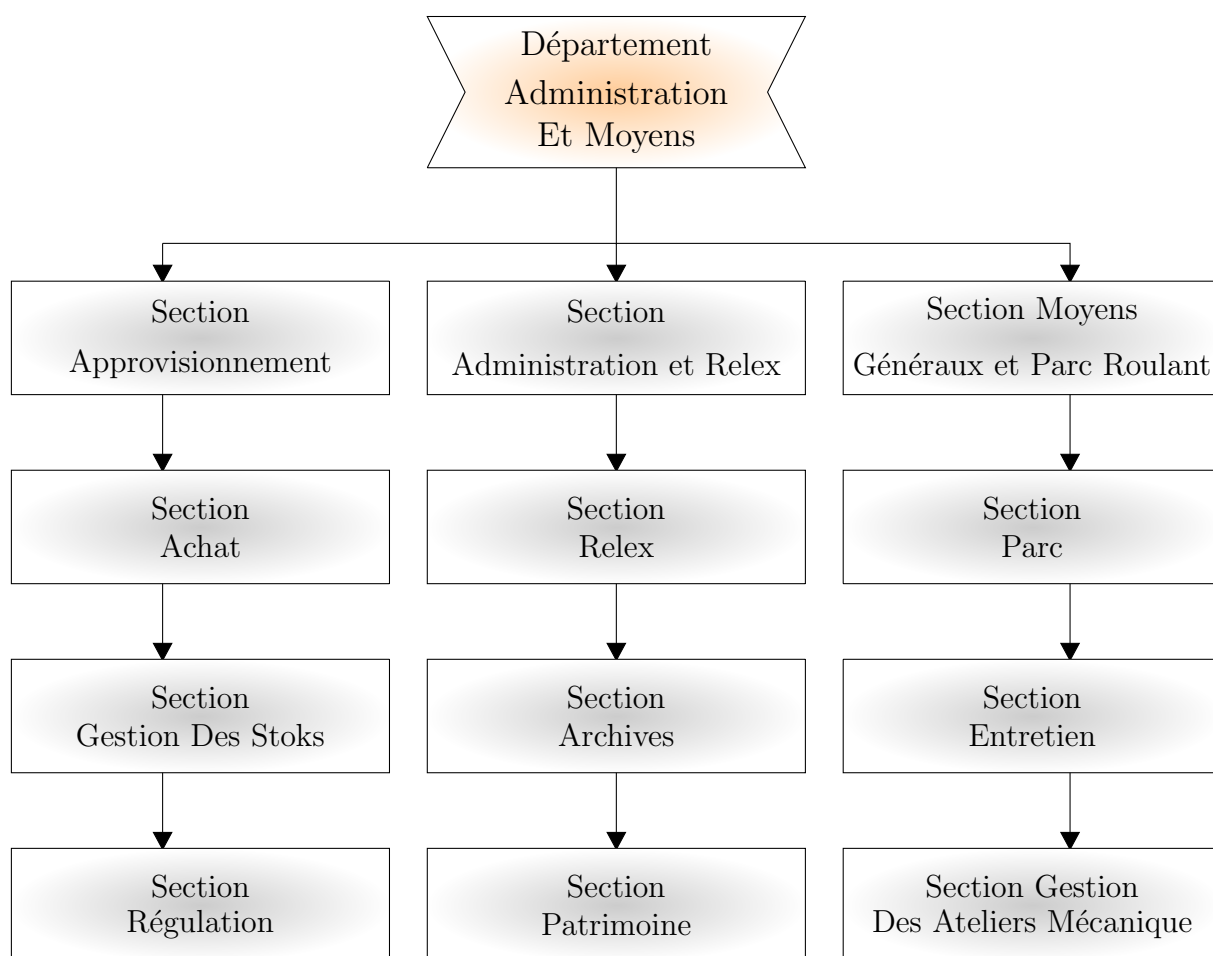 Département
Administration
Et Moyens
Section
Approvisionnement
Section
Administration et Relex
Section Moyens
Généraux et Parc Roulant
Section
Achat
Section
Relex
Section
Parc
Section
Gestion Des Stoks
Section
Archives
Section
Entretien
Section
Régulation
Section
Patrimoine
Section Gestion
Des Ateliers Mécanique